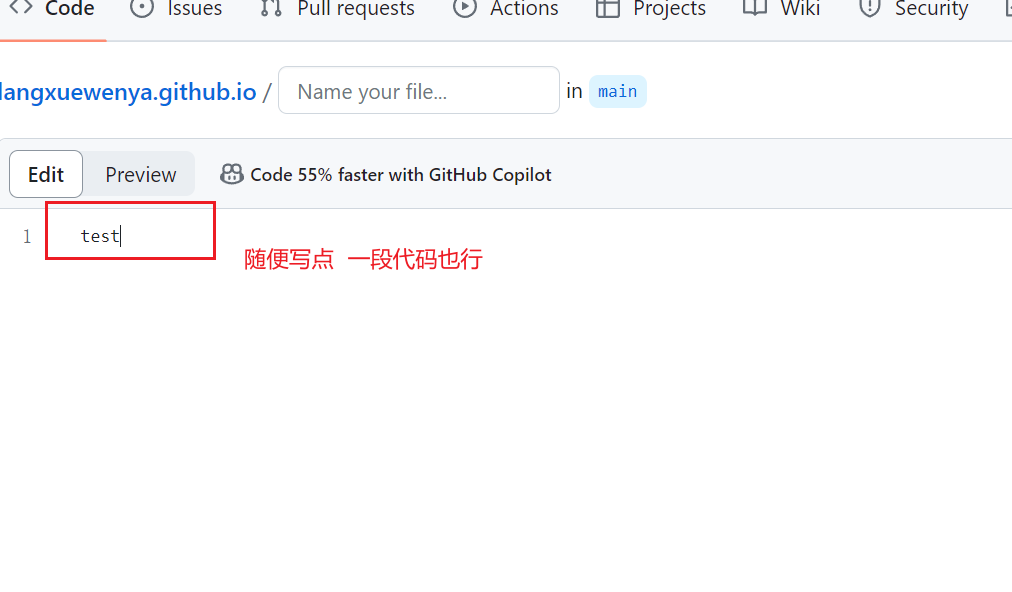 Code Issues Pull requests Actions Projects Wiki Security
langxuewenya.github.io / Name your file... in main
Edit Preview Code 55% faster with GitHub Copilot
1 test
随便写点 一段代码也行